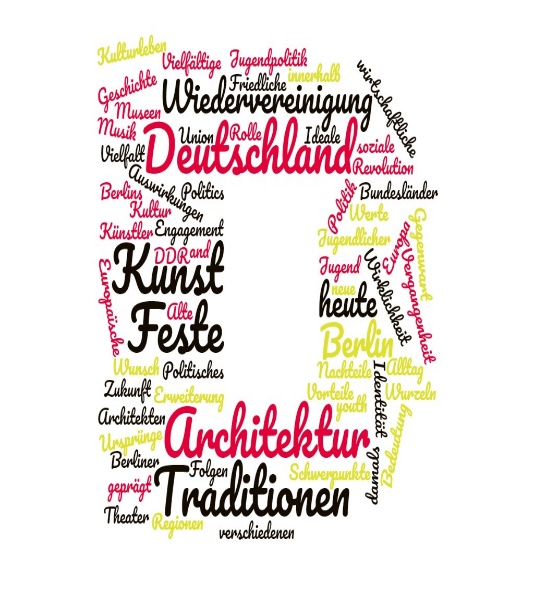 Kulturleben
Vielfältige
Jugendpolitik
innerhalb
wirtschaftliche
Geschichte
Friedliche
Wiedervereinigung
Museen
Musik
Union
Rolle
Ideale
soziale
Vielfalt
Deutschland
Revolution
Auswirkungen
Berlins
Politics
Politik
Bundesländer
Kultur
Werte
Gegenwart
Künstler
Engagement
Jugendlicher
Europa
DDR
and
Wirklichkeit
Vergangenheit
Kunst
Jugend
Europäische
neue
heute
Alte
Feste
Berlin
Wunsch
Politisches
Nachteile
Identität
Alltag
Zukunft
Erweiterung
Vorteile
Wurzeln
youth
Architekten
Architektur
Bedeutung
Ursprünge
Berliner
Folgen
Schwerpunkte
damals
geprägt
Traditionen
Theater
Regionen
verschiedenen